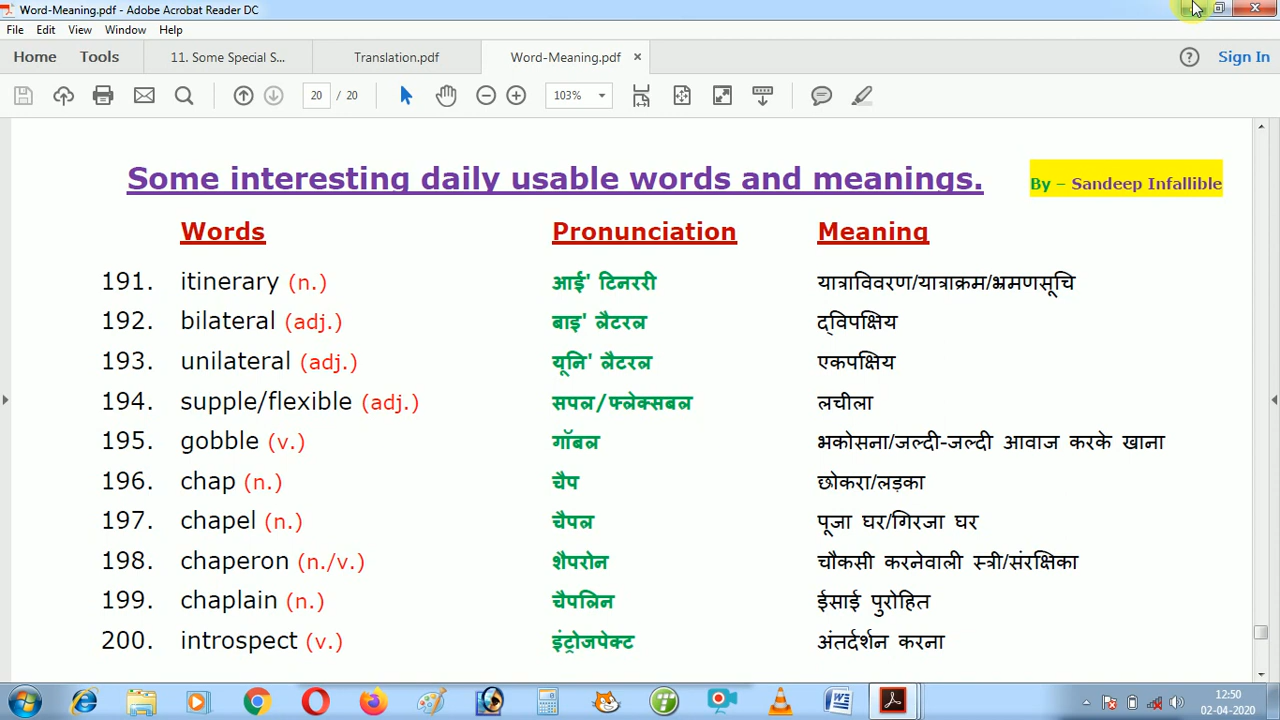 Word-Meaning.pdf - Adobe Acrobat Reader DC
File Edit View Window Help
Home Tools 11. Some Special S... Translation.pdf Word-Meaning.pdf × Sign In
20 / 20 103%
Some interesting daily usable words and meanings. By – Sandeep Infallible
Words Pronunciation Meaning
191. itinerary (n.) आई' टिनररी यात्राविवरण/यात्राक्रम/भ्रमणसूचि
192. bilateral (adj.) बाइ' लैटरल द्विपक्षिय
193. unilateral (adj.) यूनि' लैटरल एकपक्षिय
194. supple/flexible (adj.) सपल/फ्लेक्सबल लचीला
195. gobble (v.) गॉबल भकोसना/जल्दी-जल्दी आवाज करके खाना
196. chap (n.) चैप छोकरा/लड़का
197. chapel (n.) चैपल पूजा घर/गिरजा घर
198. chaperon (n./v.) शैपरोन चौकसी करनेवाली स्त्री/संरक्षिका
199. chaplain (n.) चैपलिन ईसाई पुरोहित
200. introspect (v.) इंट्रोजपेक्ट अंतर्दर्शन करना
12:50
02-04-2020